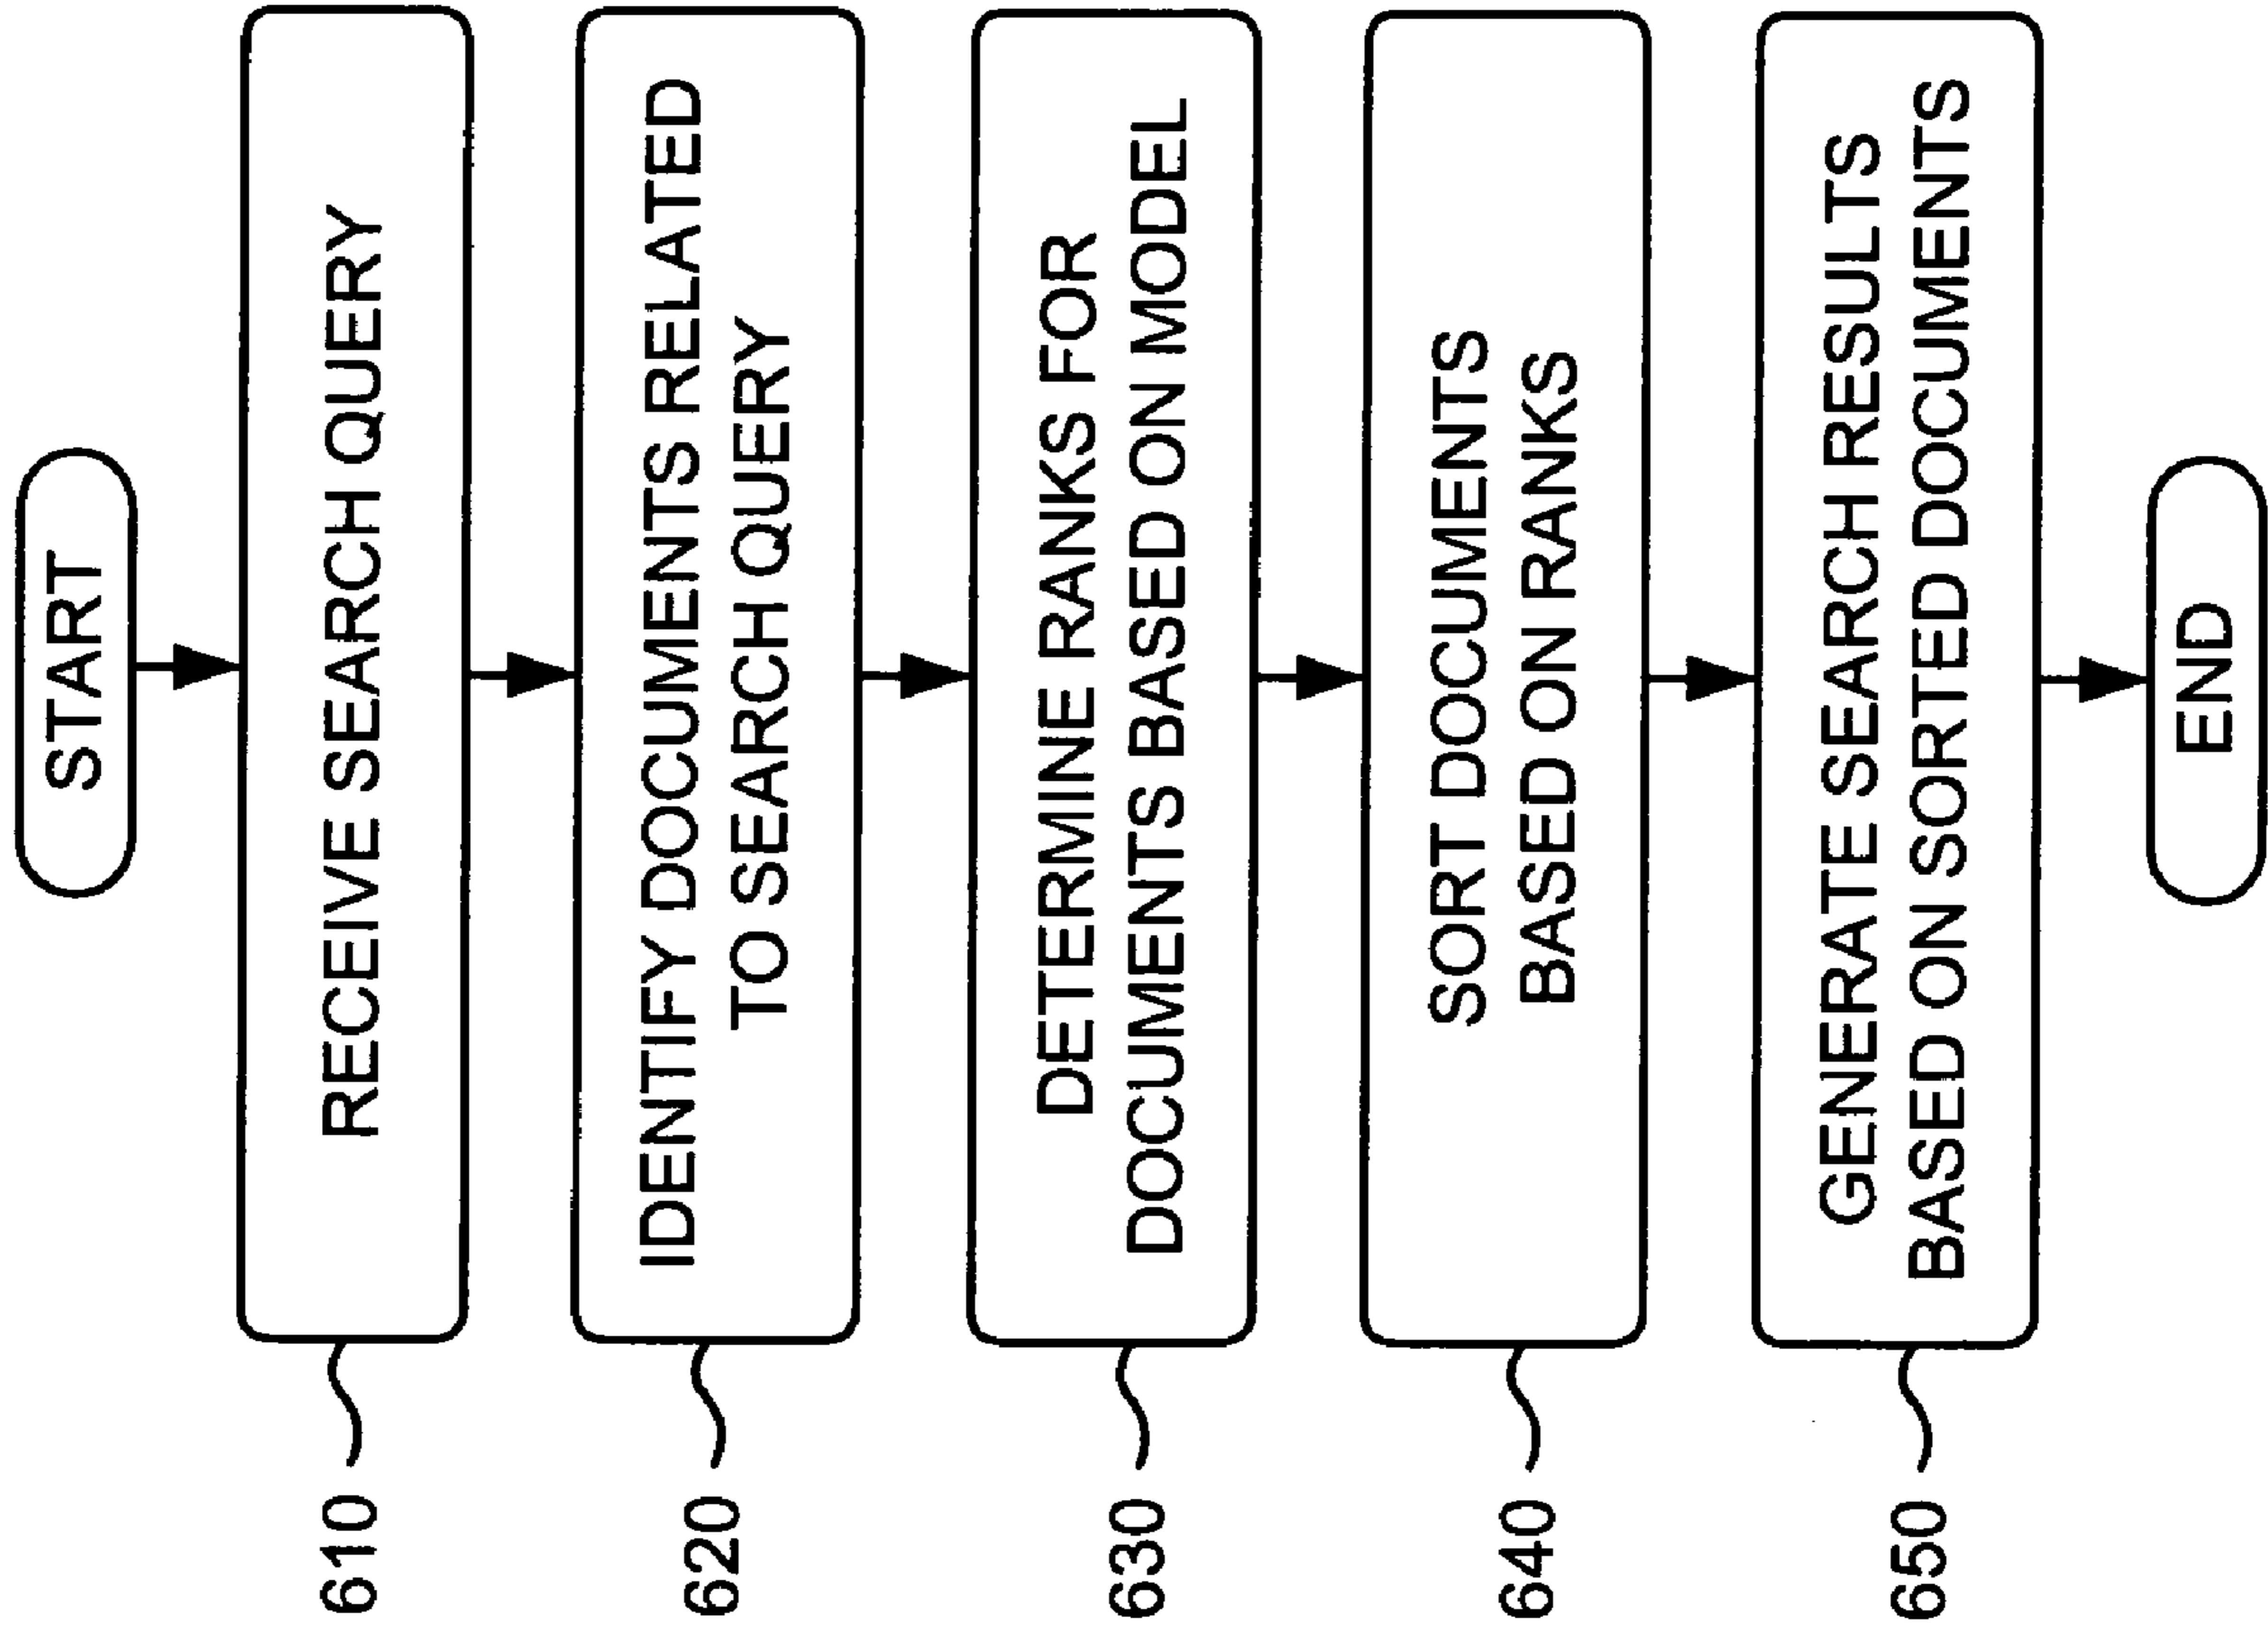 START
610
RECEIVE SEARCH QUERY
620
IDENTIFY DOCUMENTS RELATED
TO SEARCH QUERY
630
DETERMINE RANKS FOR
DOCUMENTS BASED ON MODEL
640
SORT DOCUMENTS
BASED ON RANKS
650
GENERATE SEARCH RESULTS
BASED ON SORTED DOCUMENTS
END